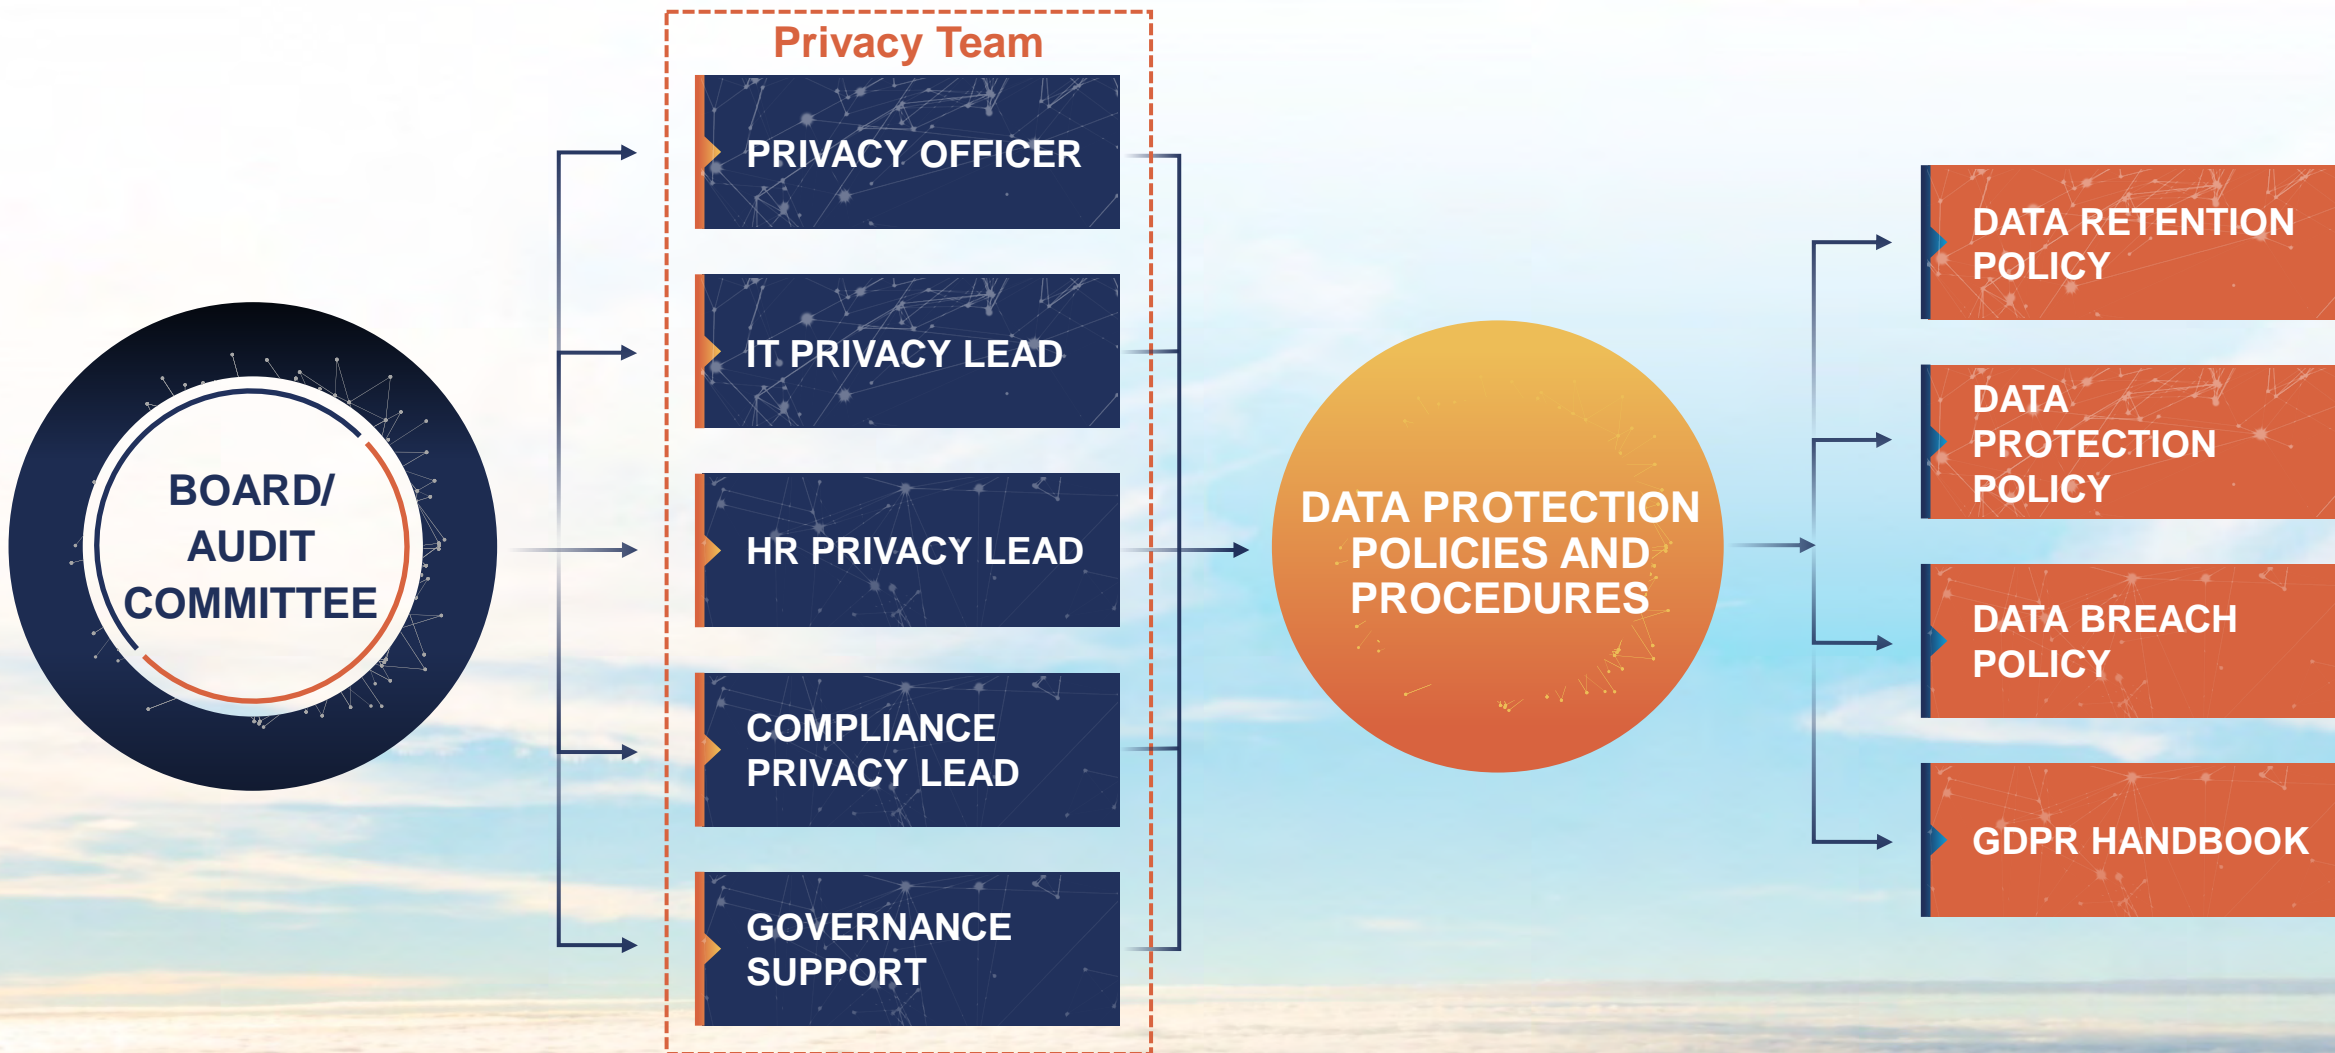 Privacy Team
BOARD/
AUDIT
COMMITTEE
PRIVACY OFFICER
IT PRIVACY LEAD
HR PRIVACY LEAD
COMPLIANCE
PRIVACY LEAD
GOVERNANCE
SUPPORT
DATA PROTECTION
POLICIES AND
PROCEDURES
DATA RETENTION
POLICY
DATA
PROTECTION
POLICY
DATA BREACH
POLICY
GDPR HANDBOOK